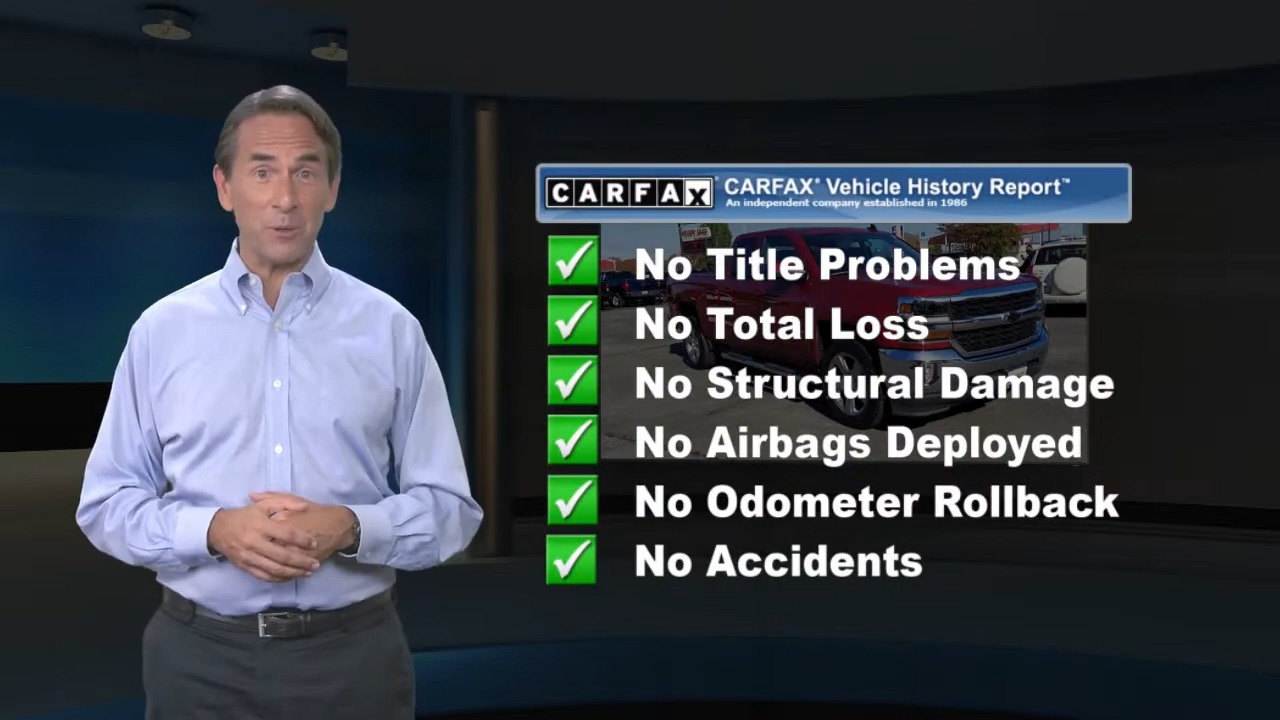 CARFAX® CARFAX® Vehicle History Report™
An independent company established in 1986
No Title Problems
No Total Loss
No Structural Damage
No Airbags Deployed
No Odometer Rollback
No Accidents